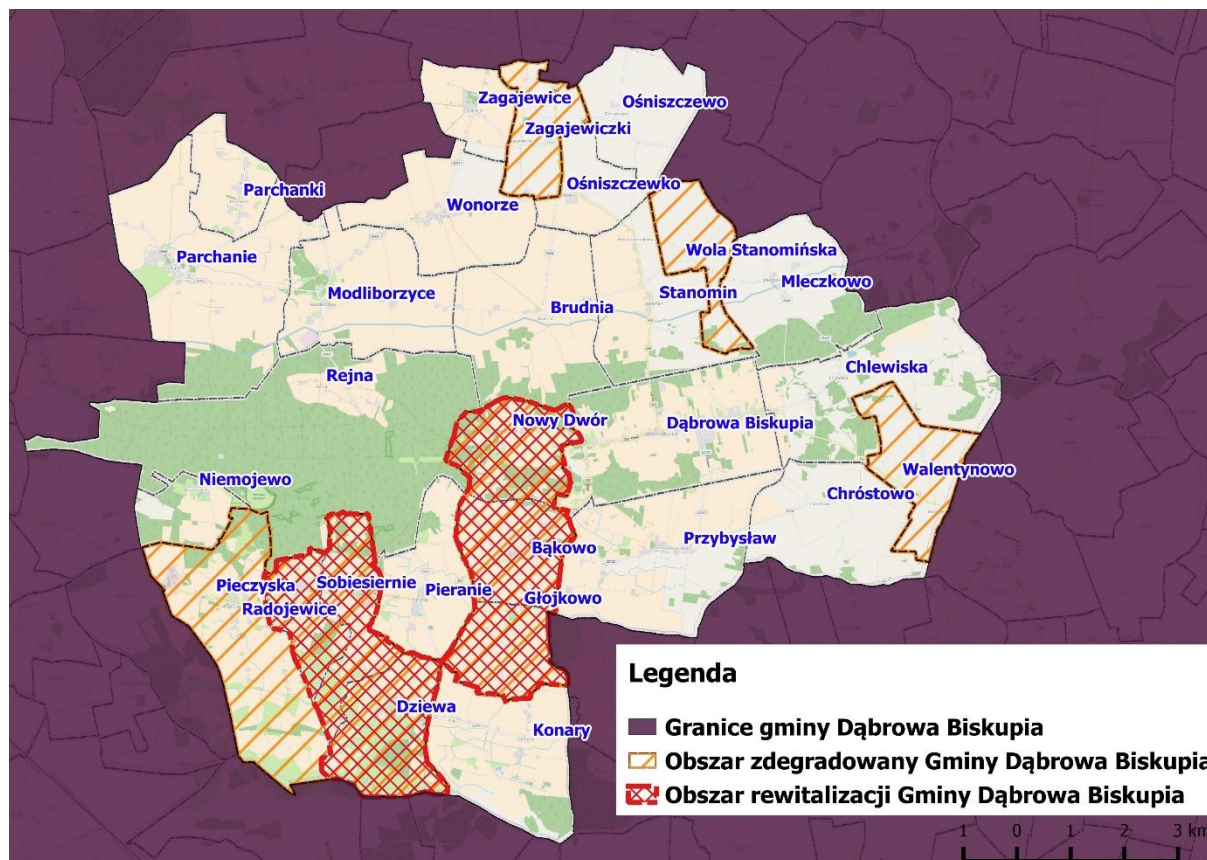 Zagajewice
Ośniszczewo
Zagajewiczki
Parchanki
Ośniszczewko
Wonorze
Parchanie
Wola Stanomińska
Modliborzyce
Brudnia
Stanomin
Mleczkowo
Rejna
Chlewiska
Nowy Dwór
Dąbrowa Biskupia
Walentynowo
Niemojewo
Chróstowo
Przybysław
Bąkowo
Pieczyska
Sobiesiernie
Pieranie
Radojewice
Głojkowo
Dziewa
Konary
Legenda
Granice gminy Dąbrowa Biskupia
Obszar zdegradowany Gminy Dąbrowa Biskupia
Obszar rewitalizacji Gminy Dąbrowa Biskupia
1 0 1 2 3 km